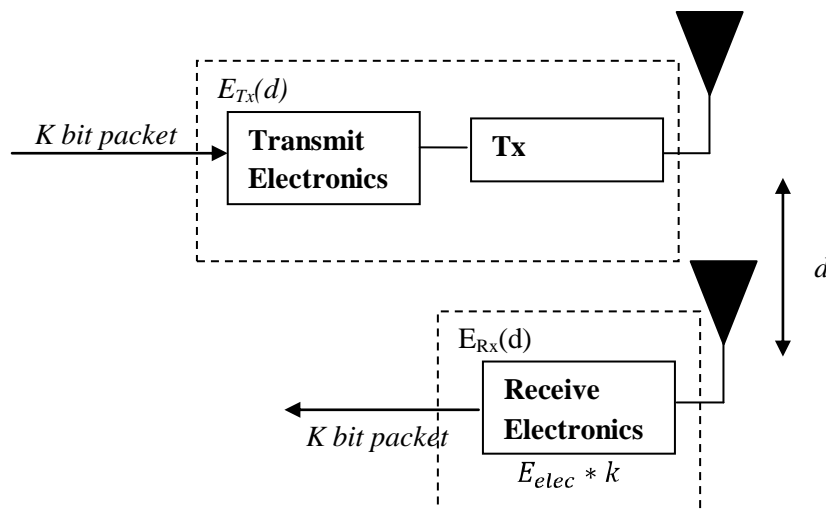 E_Tx(d)
K bit packet
Transmit
Electronics
Tx
d
E_Rx(d)
Receive
Electronics
K bit packet
E_elec * k